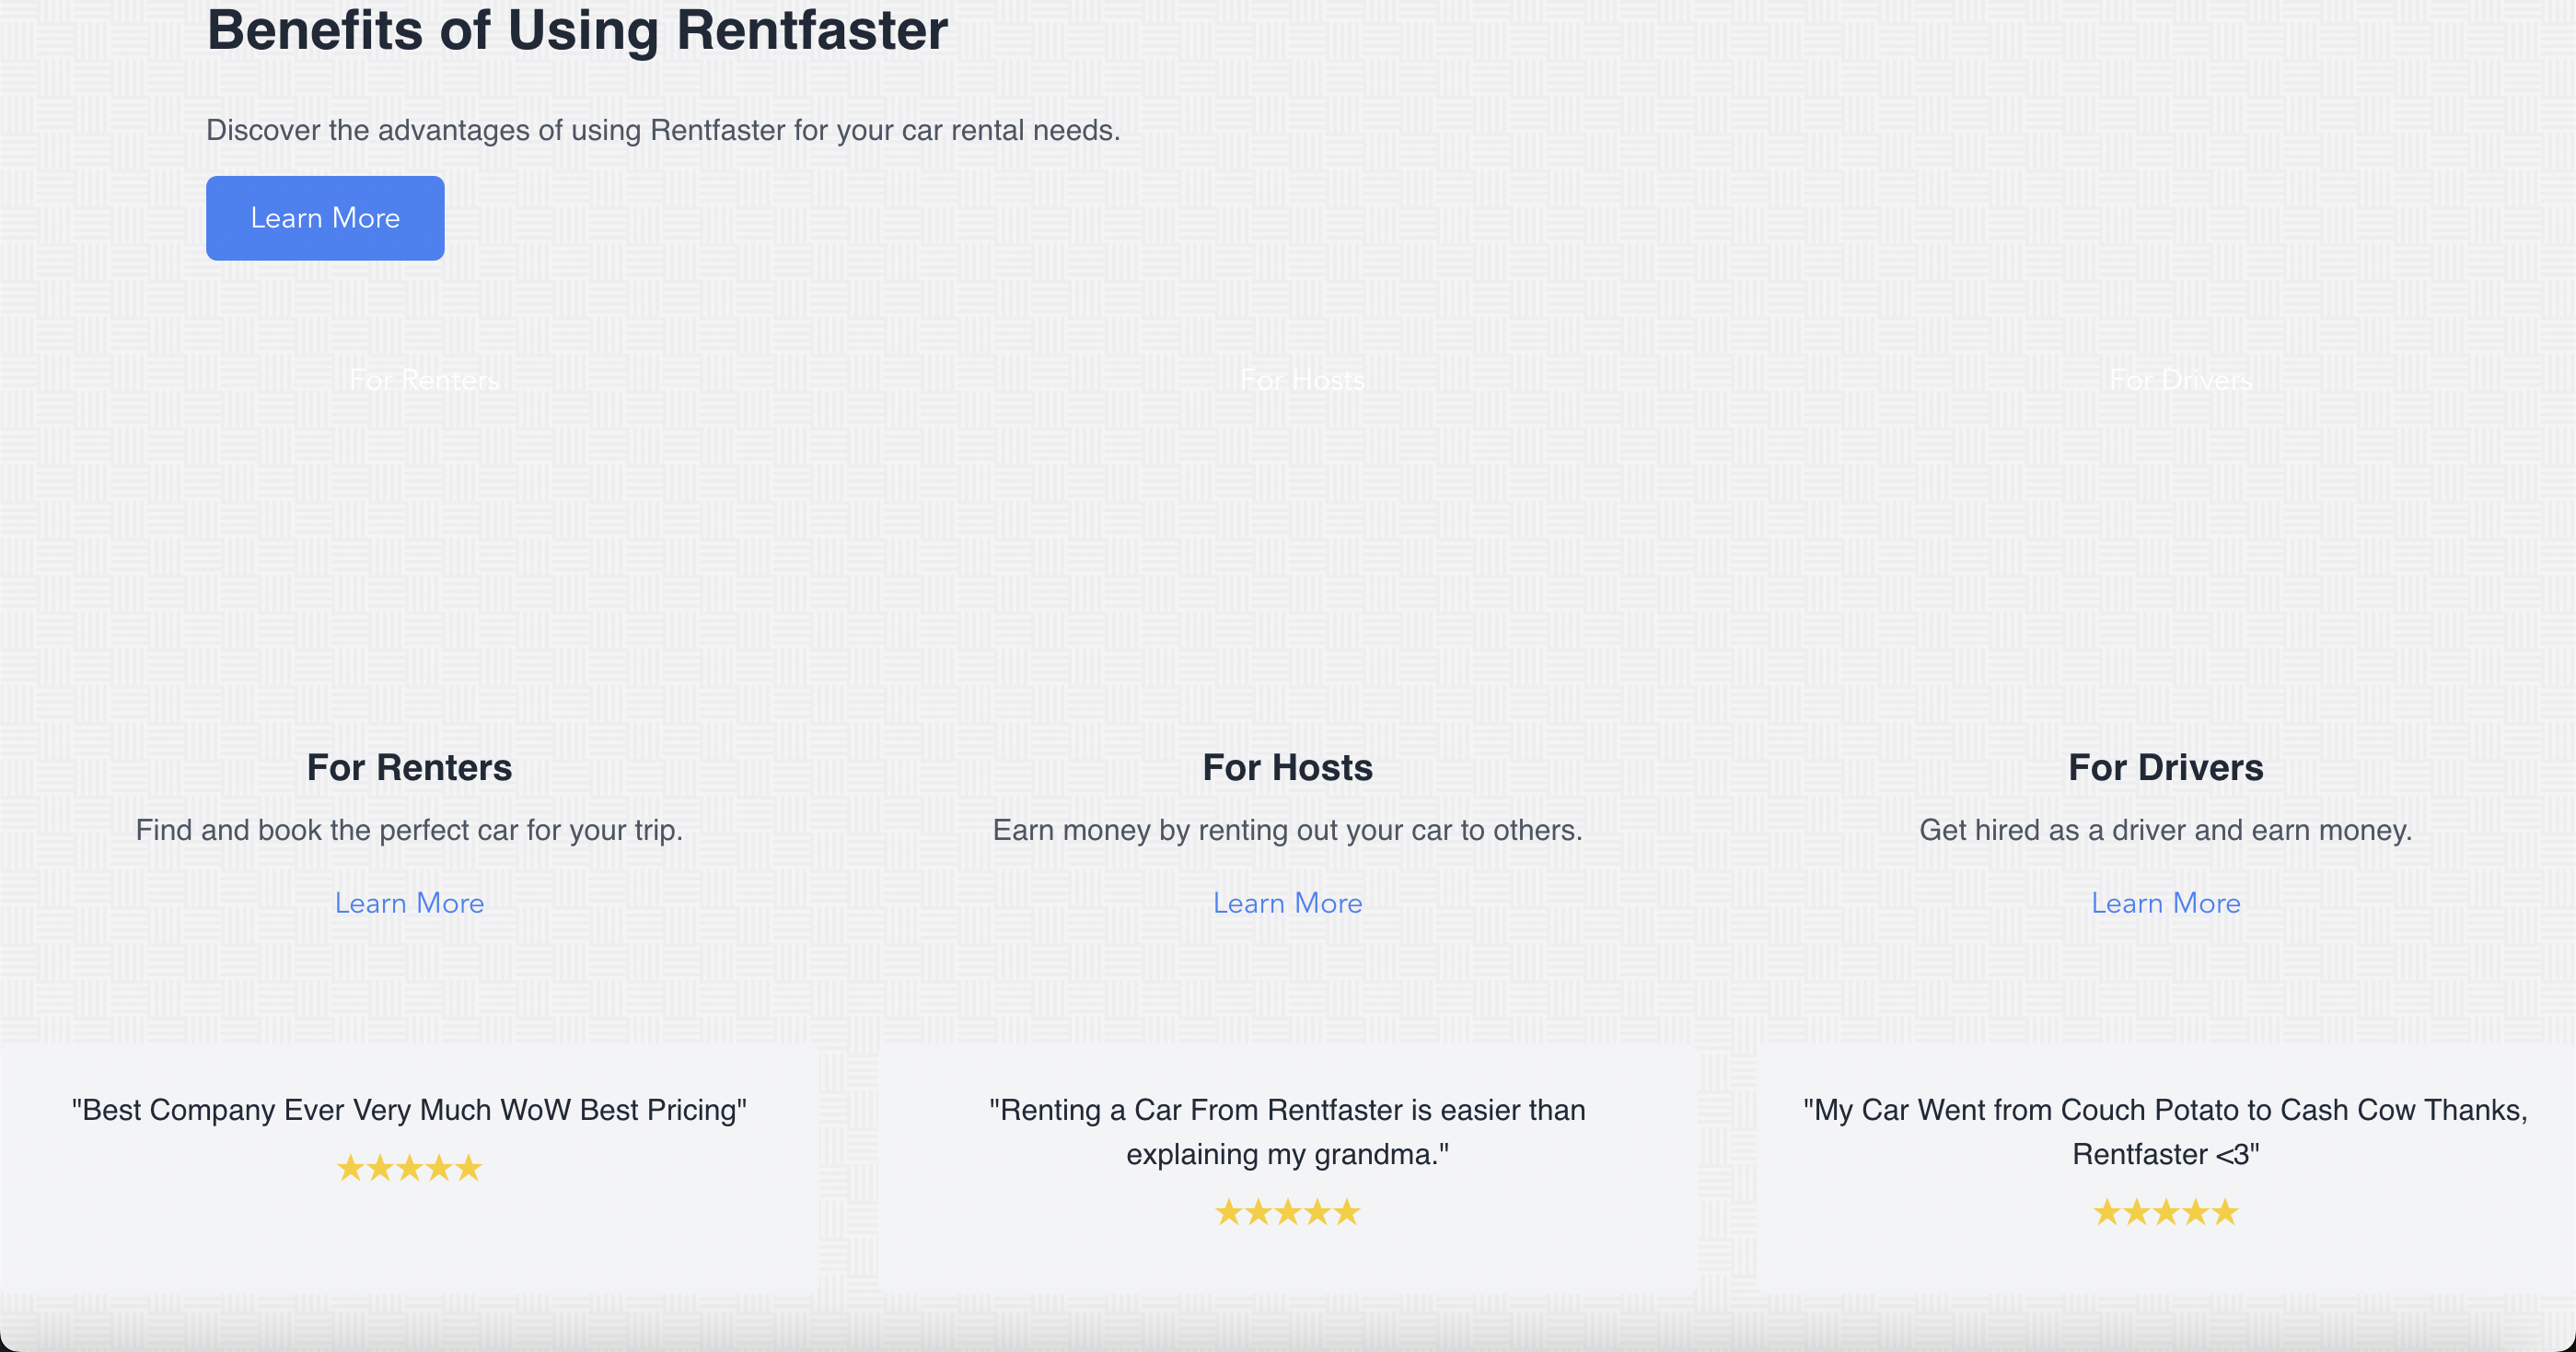 Benefits of Using Rentfaster
Discover the advantages of using Rentfaster for your car rental needs.
Learn More
For Renters
For Hosts
For Drivers
For Renters
Find and book the perfect car for your trip.
Learn More
For Hosts
Earn money by renting out your car to others.
Learn More
For Drivers
Get hired as a driver and earn money.
Learn More
"Best Company Ever Very Much WoW Best Pricing"
★★★★★
"Renting a Car From Rentfaster is easier than
explaining my grandma."
★★★★★
"My Car Went from Couch Potato to Cash Cow Thanks,
Rentfaster <3"
★★★★★